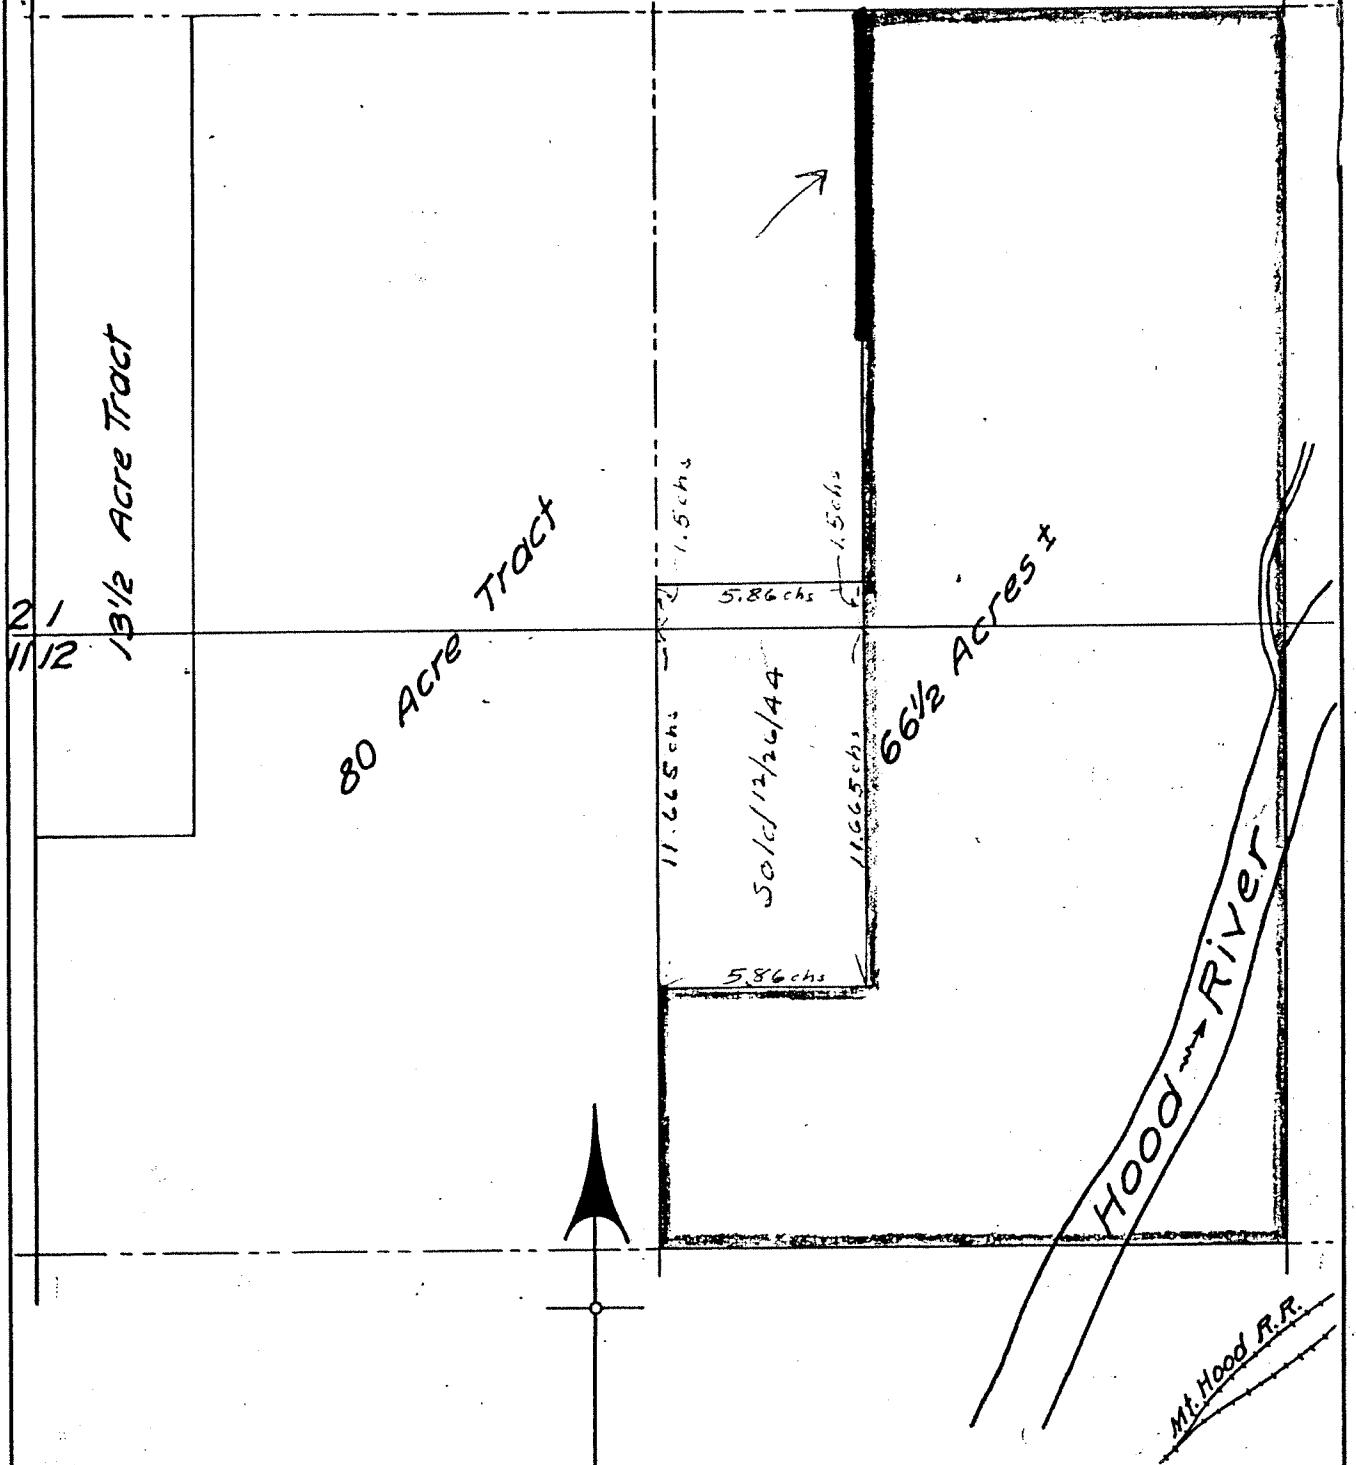 13½ Acre Tract
80 Acre Tract
1.5 chs
1.5 chs
5.86 chs
66½ Acres ±
2 1
11 12
11.665 chs
Sold 12/26/44
11.665 chs
5.86 chs
Hood River
Mt. Hood R.R.